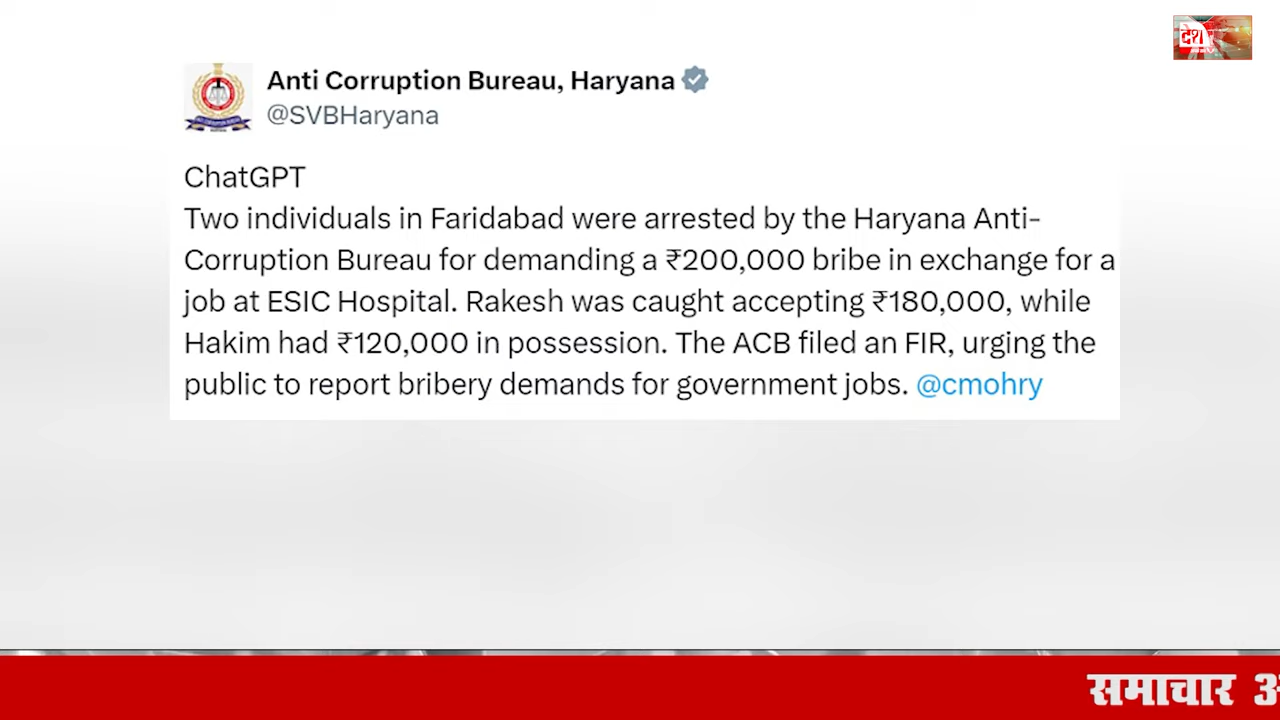 देश
Anti Corruption Bureau, Haryana
@SVBHaryana
ChatGPT
Two individuals in Faridabad were arrested by the Haryana Anti-
Corruption Bureau for demanding a ₹200,000 bribe in exchange for a
job at ESIC Hospital. Rakesh was caught accepting ₹180,000, while
Hakim had ₹120,000 in possession. The ACB filed an FIR, urging the
public to report bribery demands for government jobs. @cmohry
समाचार